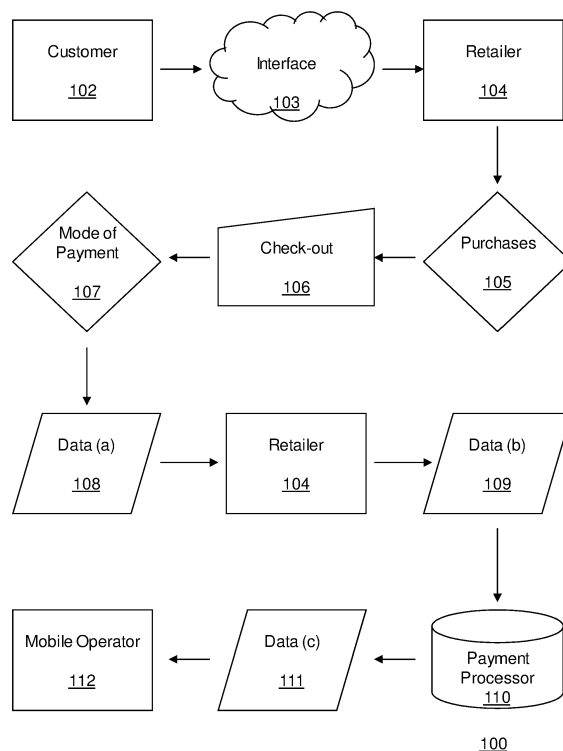 Customer
102
Interface
103
Retailer
104
Mode of
Payment
107
Check-out
106
Purchases
105
Data (a)
108
Retailer
104
Data (b)
109
Mobile Operator
112
Data (c)
111
Payment
Processor
110
100